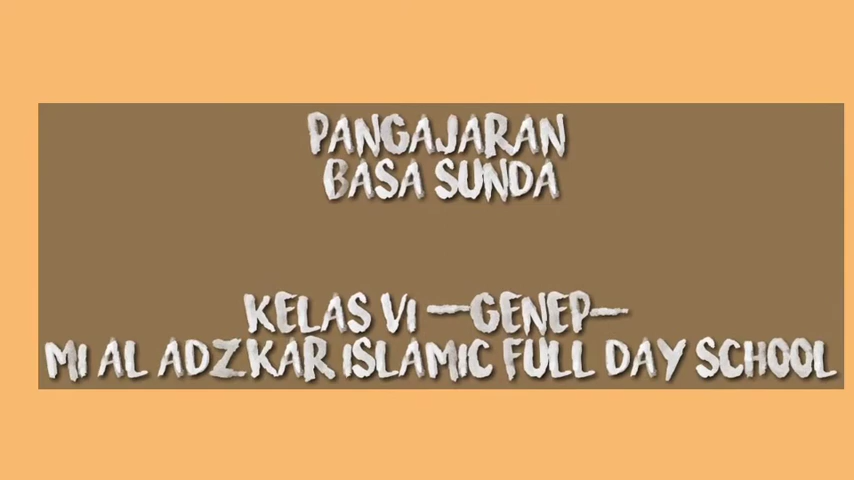 PANGAJARAN
BASA SUNDA
KELAS VI —GENEP—
MI AL ADZKAR ISLAMIC FULL DAY SCHOOL